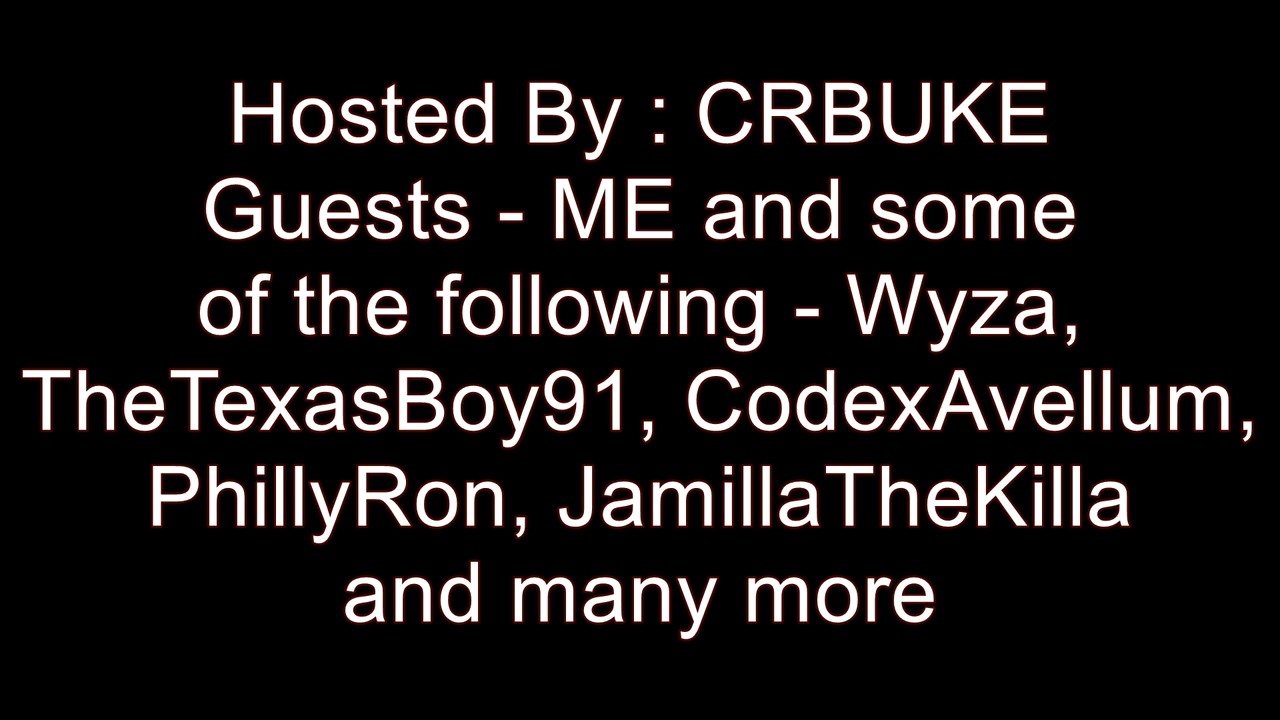 Hosted By : CRBUKE
Guests - ME and some
of the following - Wyza,
TheTexasBoy91, CodexAvellum,
PhillyRon, JamillaTheKilla
and many more